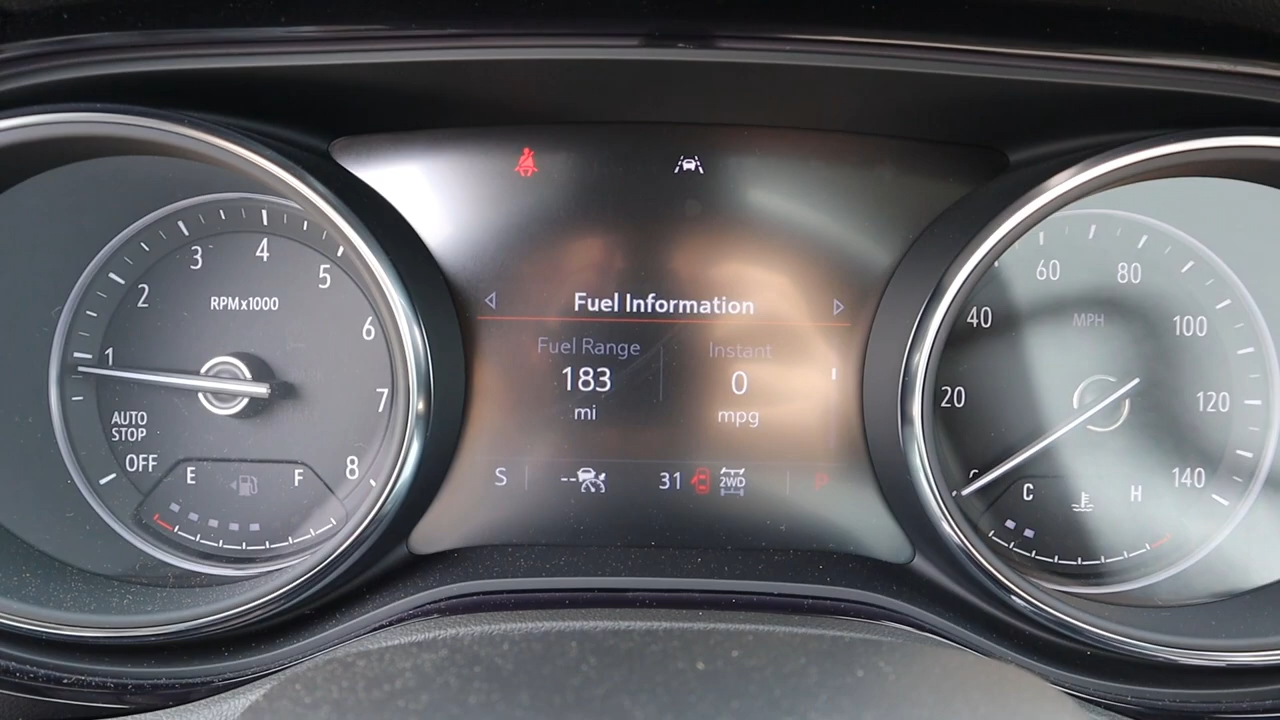 Fuel Information
Fuel Range
183
mi
Instant
0
mpg
S
--
31
2WD
P
1
2
3
4
5
6
7
8
RPMx1000
AUTO
STOP
OFF
E
F
20
40
60
80
100
120
140
MPH
C
H